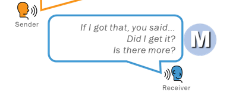 Sender
If I got that, you said...
Did I get it?
Is there more?
M
Receiver